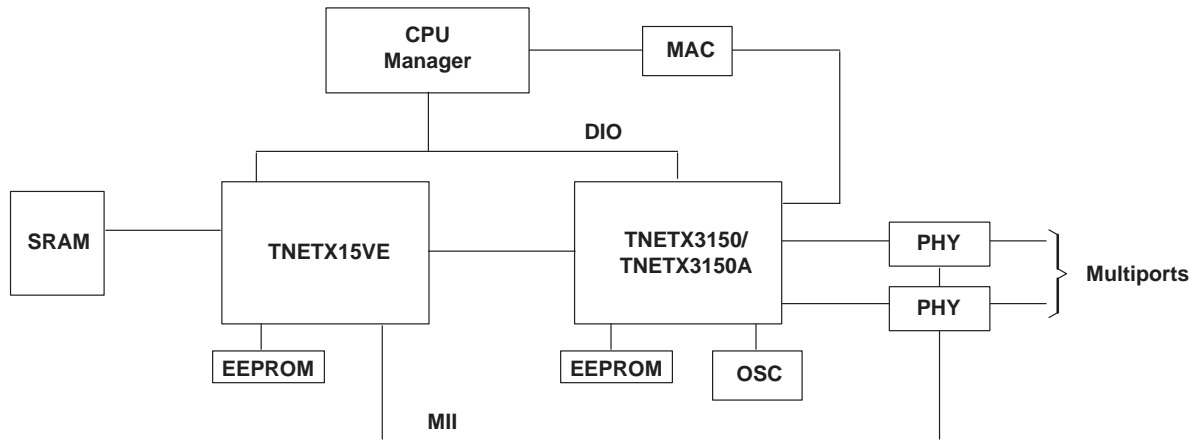 CPU
Manager
MAC
DIO
SRAM
TNETX15VE
TNETX3150/
TNETX3150A
PHY
PHY
Multiports
EEPROM
EEPROM
OSC
MII